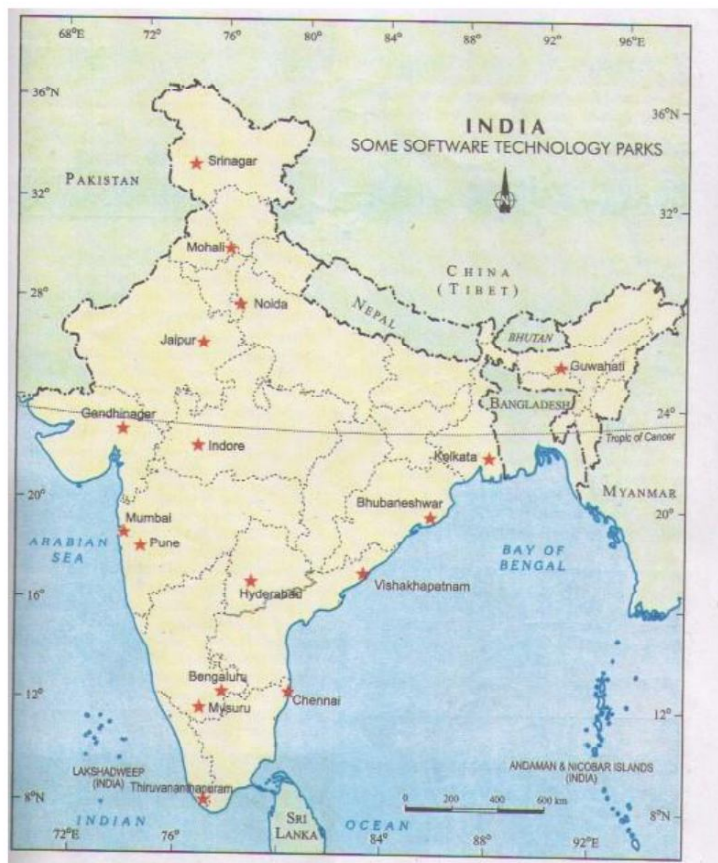 68°E 72° 76° 80° 84° 88° 92° 96°E
36°N
36°N
INDIA
SOME SOFTWARE TECHNOLOGY PARKS
Srinagar
PAKISTAN
N
32°
32°
Mohali
CHINA
(TIBET)
28°
Noida
NEPAL
Jaipur
BHUTAN
Guwahati
BANGLADESH
Gandhinagar
24°
Tropic of Cancer
Indore
Kolkata
MYANMAR
20°
Bhubaneshwar
20°
Mumbai
ARABIAN
SEA
Pune
BAY OF
BENGAL
Vishakhapatnam
Hyderabad
16°
16°
Bengaluru
Chennai
Mysuru
12°
12°
LAKSHADWEEP
(INDIA)
ANDAMAN & NICOBAR ISLANDS
(INDIA)
Thiruvananthapuram
8°N
0 200 400 600 km
8°N
INDIAN
SRI
LANKA
OCEAN
72°E 76° 84° 88° 92°E